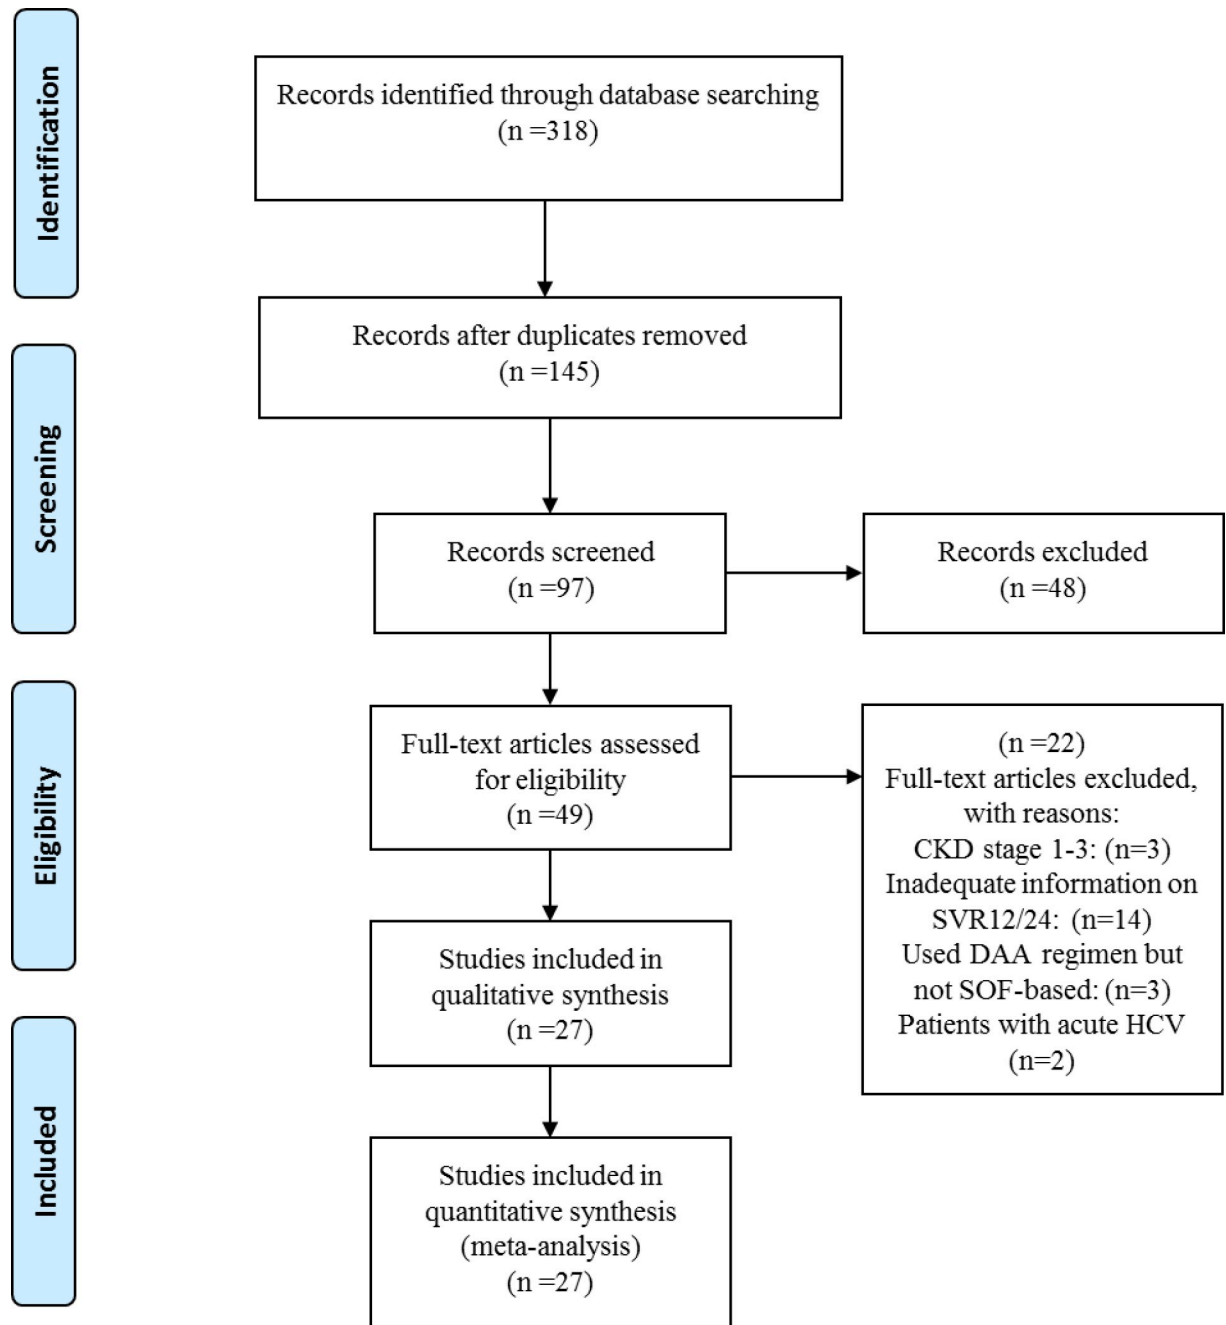 Identification
Records identified through database searching
(n =318)
Records after duplicates removed
(n =145)
Screening
Records screened
(n =97)
Records excluded
(n =48)
Eligibility
Full-text articles assessed
for eligibility
(n =49)
(n =22)
Full-text articles excluded,
with reasons:
CKD stage 1-3: (n=3)
Inadequate information on
SVR12/24: (n=14)
Used DAA regimen but
not SOF-based: (n=3)
Patients with acute HCV
(n=2)
Studies included in
qualitative synthesis
(n =27)
Included
Studies included in
quantitative synthesis
(meta-analysis)
(n =27)